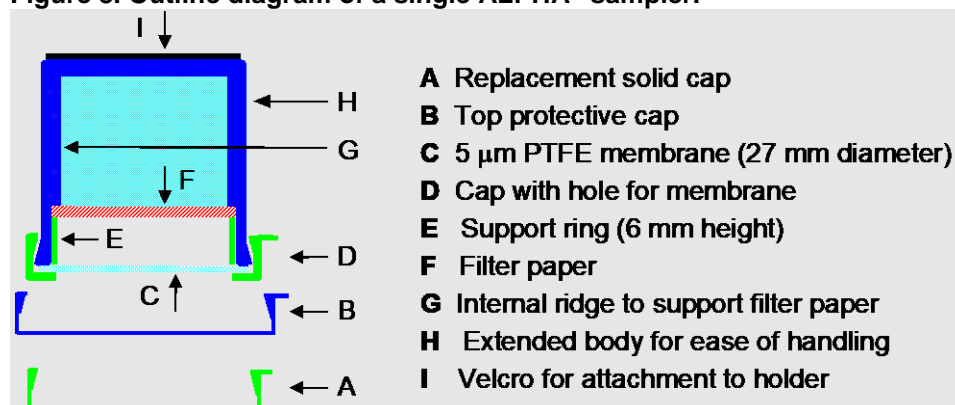 I
H
G
F
E
D
C
B
A
A Replacement solid cap
B Top protective cap
C 5 μm PTFE membrane (27 mm diameter)
D Cap with hole for membrane
E Support ring (6 mm height)
F Filter paper
G Internal ridge to support filter paper
H Extended body for ease of handling
I Velcro for attachment to holder